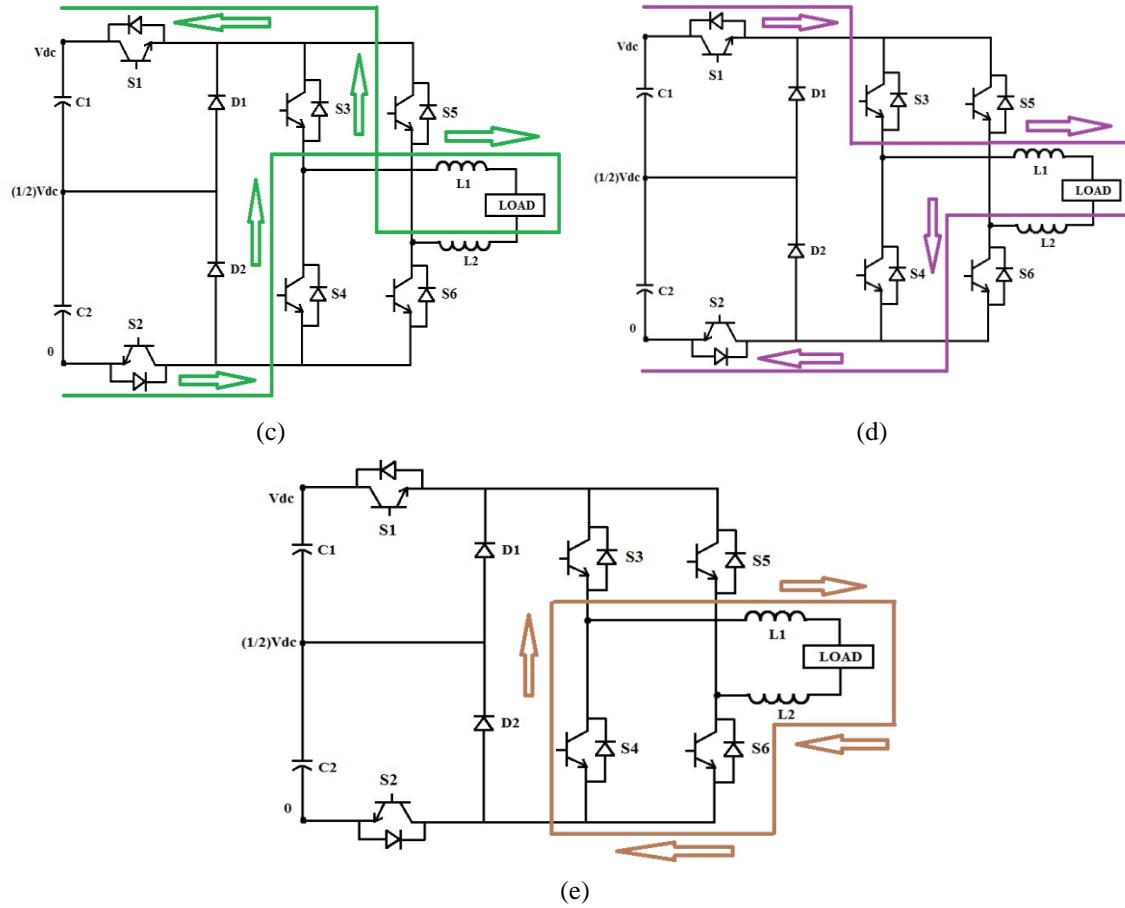 Vdc
S1
C1
D1
S3
S5
(1/2)Vdc
L1
LOAD
L2
D2
S4
S6
C2
S2
0
(c)
Vdc
S1
C1
D1
S3
S5
(1/2)Vdc
L1
LOAD
L2
D2
S4
S6
C2
S2
0
(d)
Vdc
S1
C1
D1
S3
S5
(1/2)Vdc
L1
LOAD
L2
D2
S4
S6
C2
S2
0
(e)